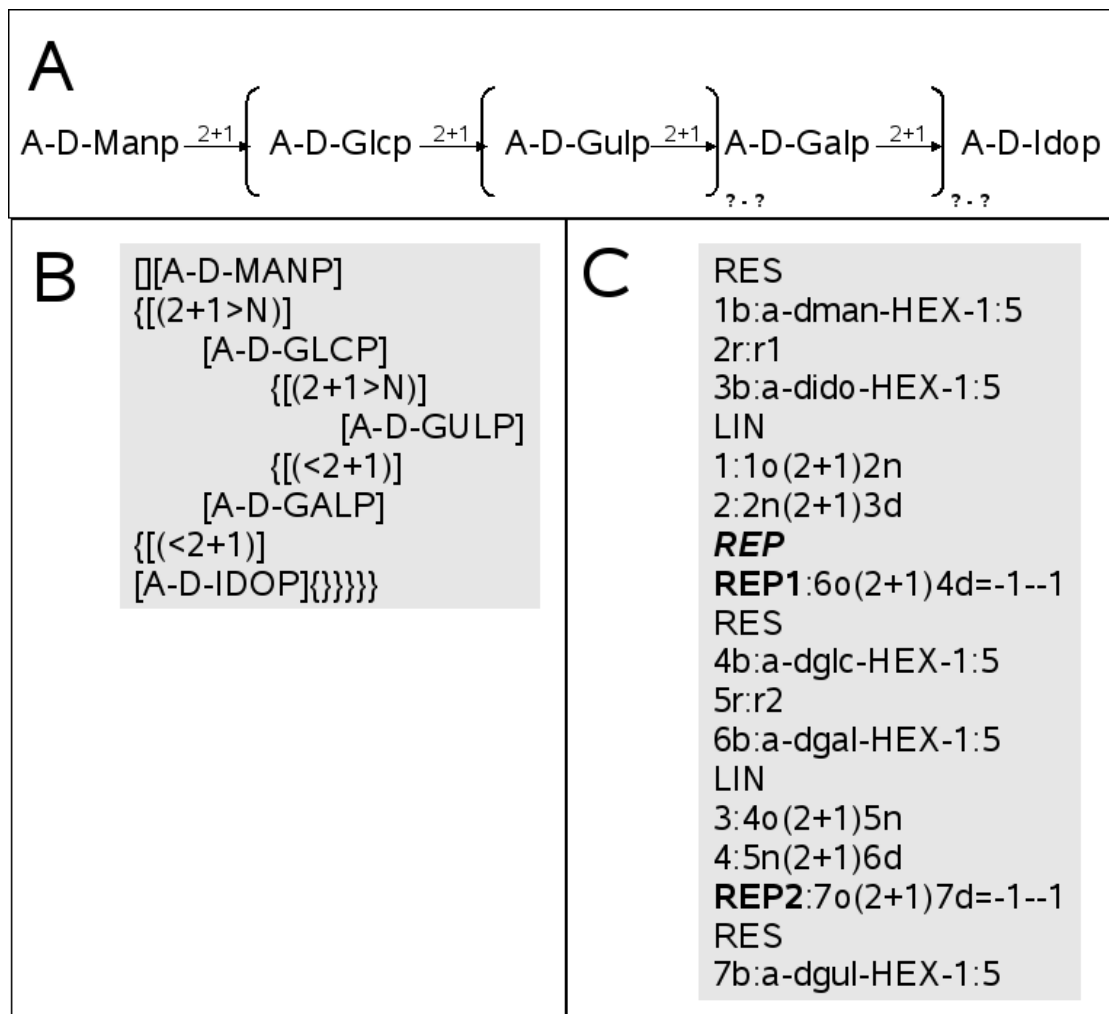 A
A-D-Manp 2+1 A-D-Glcp 2+1 A-D-Gulp 2+1 A-D-Galp 2+1 A-D-Idop
?-? ?-?
B
[][A-D-MANP]
{[(2+1>N)]
[A-D-GLCP]
{[(2+1>N)]
[A-D-GULP]
{[(<2+1)]
[A-D-GALP]
{[(<2+1)]
[A-D-IDOP]{}}}}}
C
RES
1b:a-dman-HEX-1:5
2r:r1
3b:a-dido-HEX-1:5
LIN
1:1o(2+1)2n
2:2n(2+1)3d
REP
REP1:6o(2+1)4d=-1--1
RES
4b:a-dglc-HEX-1:5
5r:r2
6b:a-dgal-HEX-1:5
LIN
3:4o(2+1)5n
4:5n(2+1)6d
REP2:7o(2+1)7d=-1--1
RES
7b:a-dgul-HEX-1:5